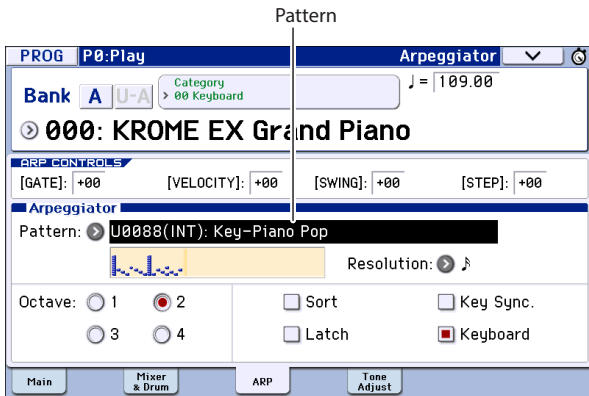 Pattern
PROG P0:Play Arpeggiator
Bank A U-A Category ♩= 109.00
00 Keyboard
000: KROME EX Grand Piano
ARP CONTROLS
[GATE]: +00 [VELOCITY]: +00 [SWING]: +00 [STEP]: +00
Arpeggiator
Pattern: U0088(INT): Key-Piano Pop
Resolution: ♪
Octave: 1 2 Sort Key Sync.
3 4 Latch Keyboard
Main Mixer & Drum ARP Tone Adjust